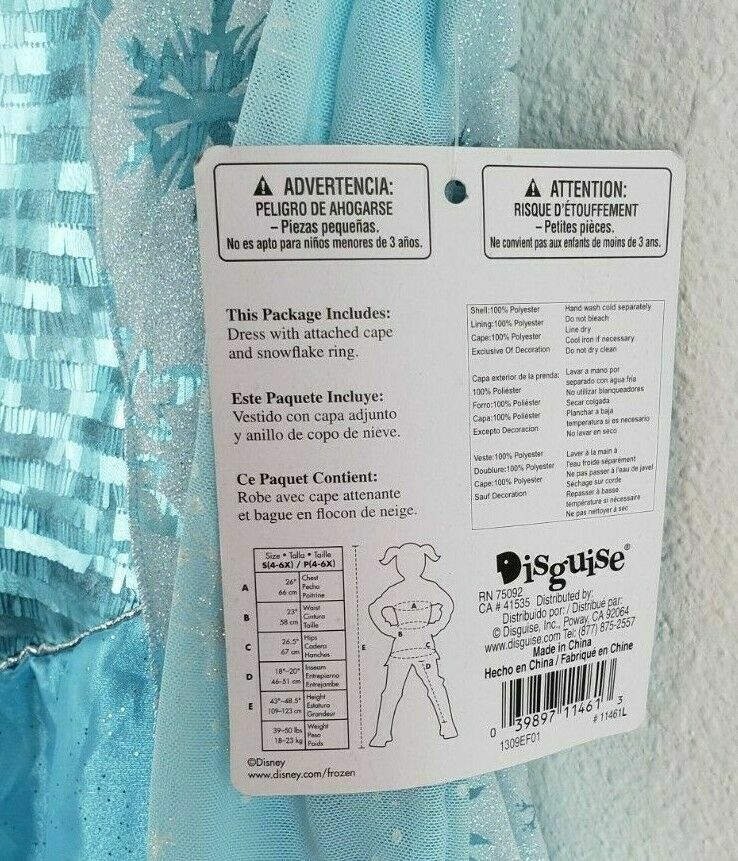 ⚠ ADVERTENCIA:
PELIGRO DE AHOGARSE
– Piezas pequeñas.
No es apto para niños menores de 3 años.
⚠ ATTENTION:
RISQUE D'ÉTOUFFEMENT
– Petites pièces.
Ne convient pas aux enfants de moins de 3 ans.
This Package Includes:
Dress with attached cape
and snowflake ring.
Este Paquete Incluye:
Vestido con capa adjunto
y anillo de copo de nieve.
Ce Paquet Contient:
Robe avec cape attenante
et bague en flocon de neige.
Shell:100% Polyester
Lining:100% Polyester
Cape:100% Polyester
Exclusive Of Decoration
Hand wash cold separately
Do not bleach
Line dry
Cool iron if necessary
Do not dry clean
Capa exterior de la prenda:
100% Poliéster
Forro:100% Poliéster
Capa:100% Poliéster
Excepto Decoracion
Lavar a mano por
separado con agua fria
No utilizar blanqueadores
Secar colgada
Planchar a baja
temperatura si es necesario
No lavar en seco
Veste:100% Polyester
Doublure:100% Polyester
Cape:100% Polyester
Sauf Decoration
Laver à la main à
l'eau froide séparément
Ne pas passer à l'eau de javel
Séchage sur corde
Repasser à basse
température si nécessaire
Ne pas nettoyer à sec
Size • Talla • Taille
S(4-6X) / P(4-6X)
A
26"
66 cm
Chest
Pecho
Poitrine
B
23"
58 cm
Waist
Cintura
Taille
C
26.5"
67 cm
Hips
Cadera
Hanches
D
18"-20"
46-51 cm
Inseam
Entrepierna
Entrejambe
E
43"-48.5"
109-123 cm
Height
Estatura
Grandeur
39-50 lbs
18-23 kg
Weight
Peso
Poids
A
B
C
D
E
©Disney
www.disney.com/frozen
Disguise®
RN 75092
CA # 41535 Distributed by:
Distribuido por: / Distribué par:
© Disguise, Inc., Poway, CA 92064
www.disguise.com Tel: (877) 875-2557
Made in China
Hecho en China / Fabriqué en Chine
0 39897 11461 3
1309EF01
# 11461L